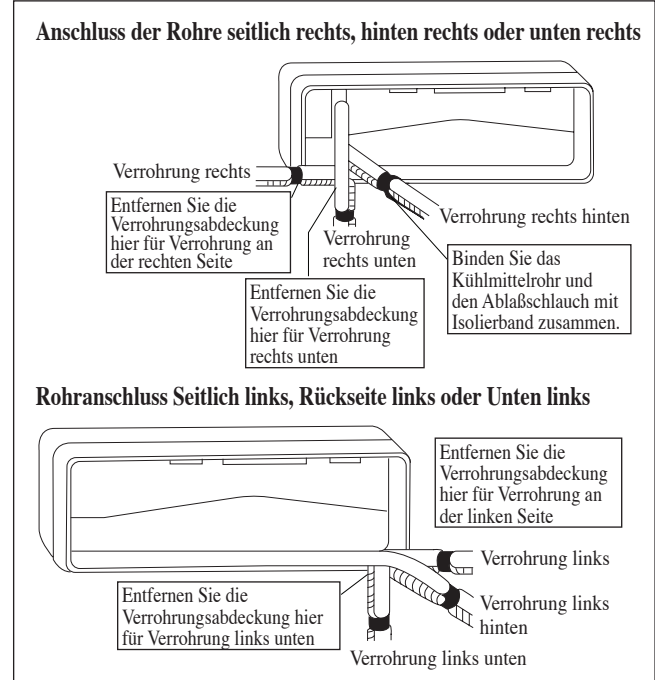 Anschluss der Rohre seitlich rechts, hinten rechts oder unten rechts
Verrohrung rechts
Entfernen Sie die
Verrohrungsabdeckung
hier für Verrohrung an
der rechten Seite
Verrohrung
rechts unten
Verrohrung rechts hinten
Entfernen Sie die
Verrohrungsabdeckung
hier für Verrohrung
rechts unten
Binden Sie das
Kühlmittelrohr und
den Ablaßschlauch mit
Isolierband zusammen.
Rohranschluss Seitlich links, Rückseite links oder Unten links
Entfernen Sie die
Verrohrungsabdeckung
hier für Verrohrung an
der linken Seite
Verrohrung links
Verrohrung links
hinten
Entfernen Sie die
Verrohrungsabdeckung hier
für Verrohrung links unten
Verrohrung links unten